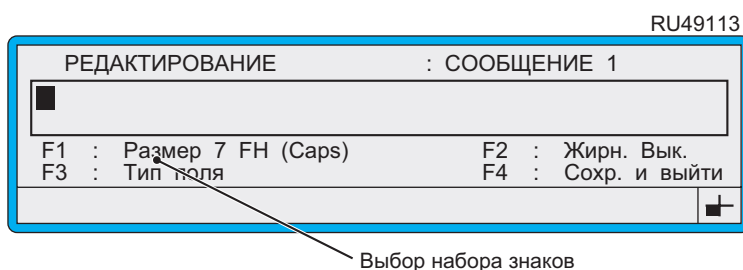 RU49113
РЕДАКТИРОВАНИЕ : СООБЩЕНИЕ 1
F1 : Размер 7 FH (Caps) F2 : Жирн. Вык.
F3 : Тип поля F4 : Сохр. и выйти
Выбор набора знаков